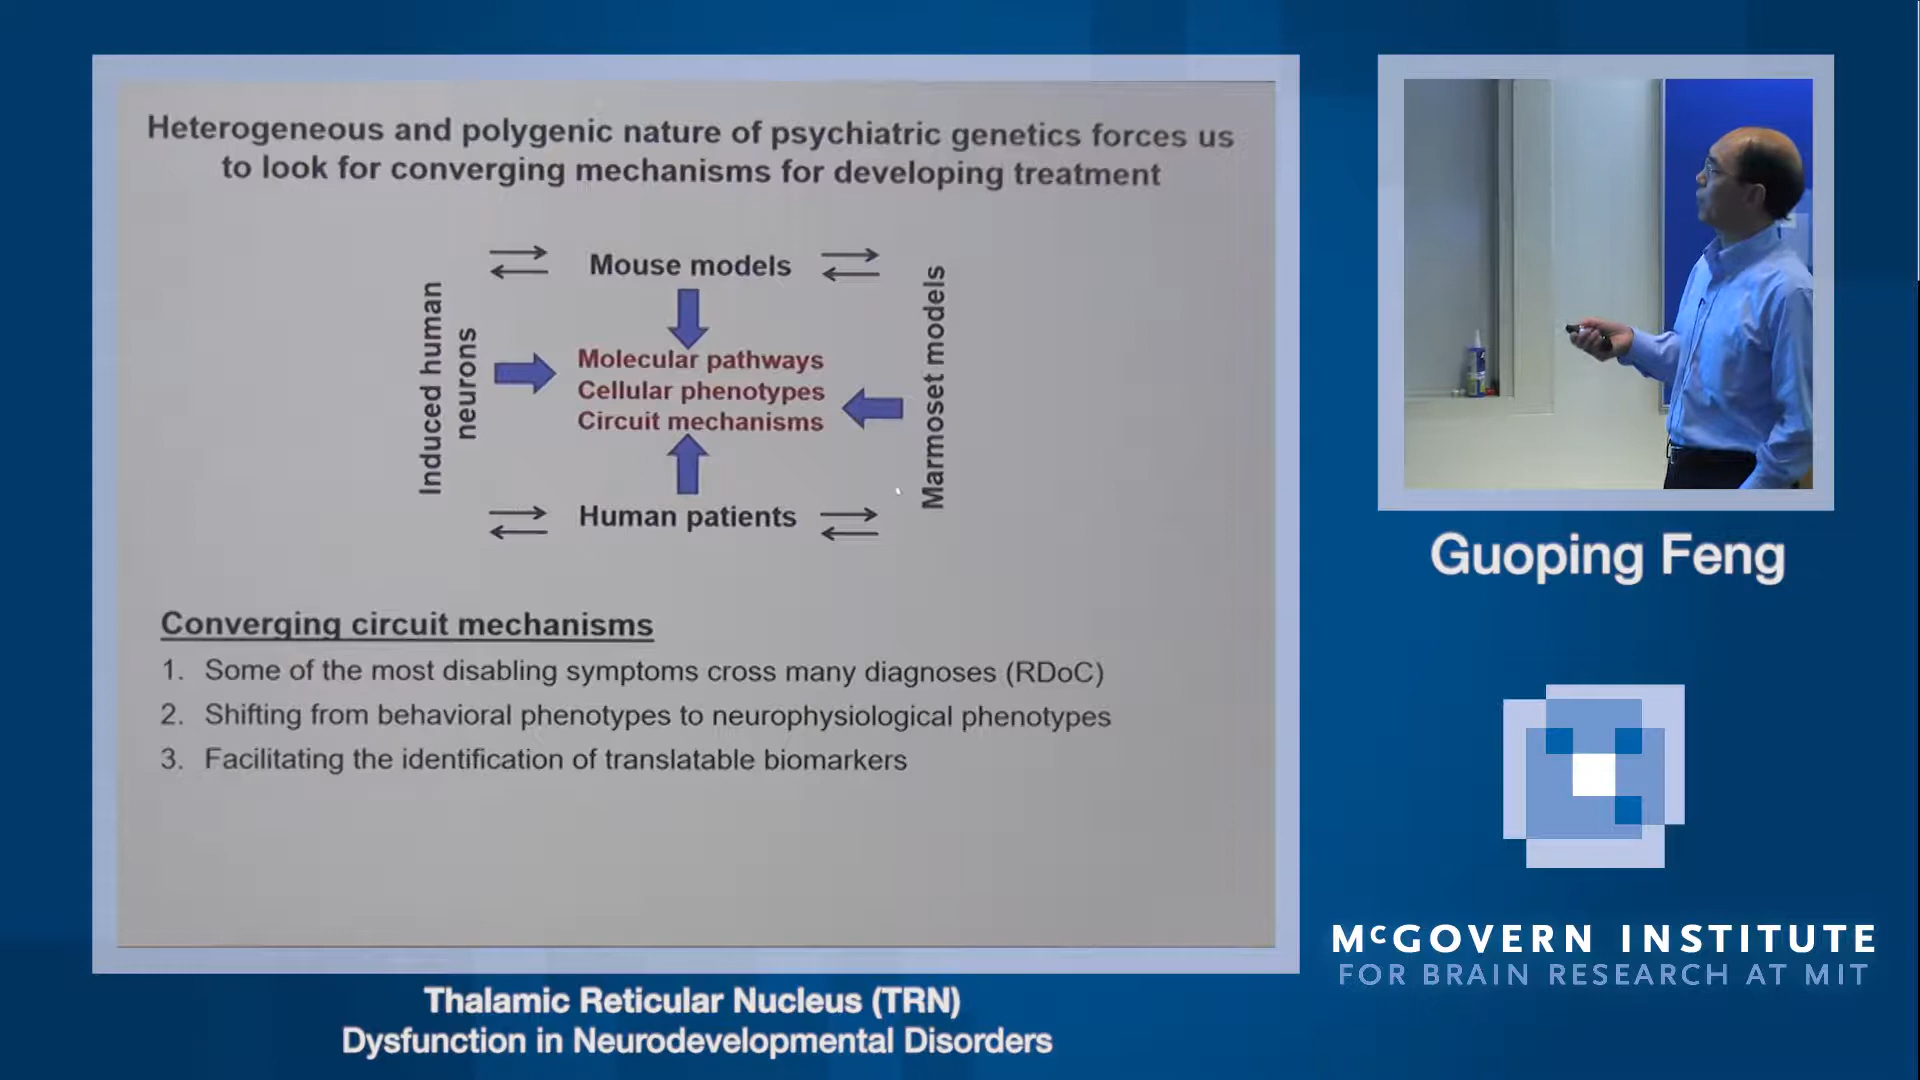 Heterogeneous and polygenic nature of psychiatric genetics forces us
to look for converging mechanisms for developing treatment
Mouse models
Induced human
neurons
Molecular pathways
Cellular phenotypes
Circuit mechanisms
Marmoset models
Human patients
Converging circuit mechanisms
1. Some of the most disabling symptoms cross many diagnoses (RDoC)
2. Shifting from behavioral phenotypes to neurophysiological phenotypes
3. Facilitating the identification of translatable biomarkers
Guoping Feng
McGOVERN INSTITUTE
FOR BRAIN RESEARCH AT MIT
Thalamic Reticular Nucleus (TRN)
Dysfunction in Neurodevelopmental Disorders